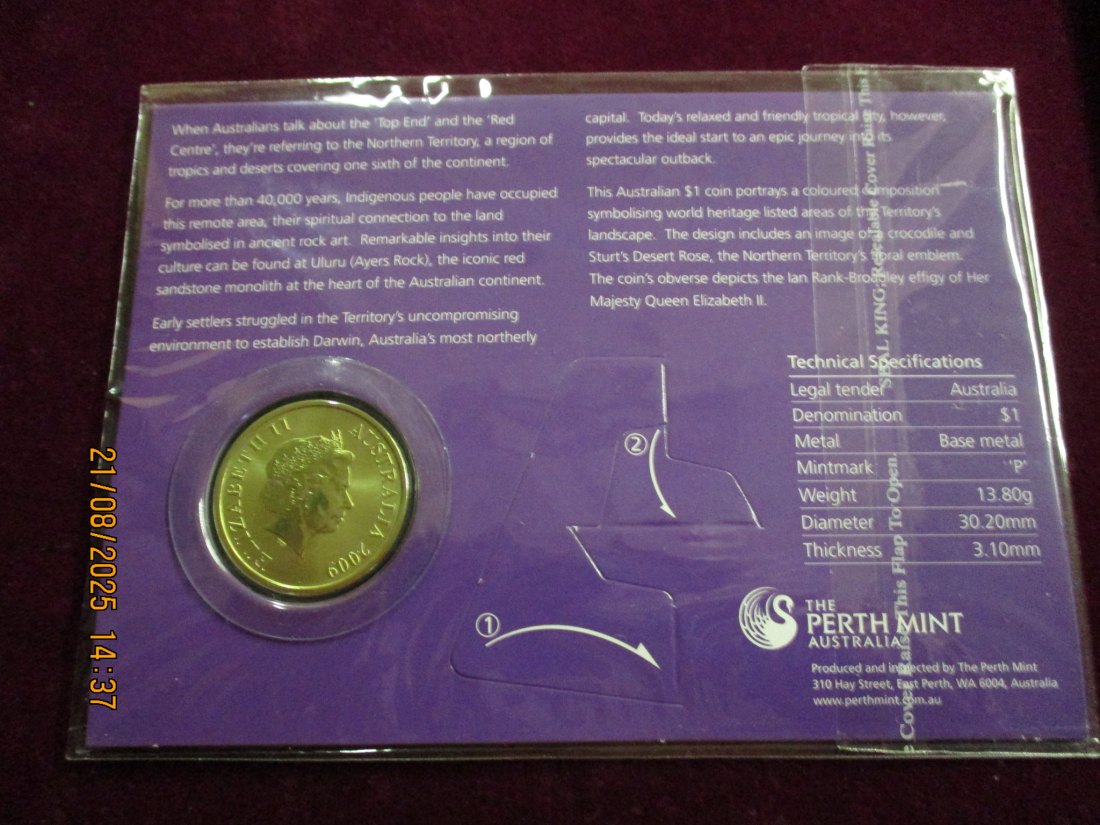 When Australians talk about the 'Top End' and the 'Red
Centre', they're referring to the Northern Territory, a region of
tropics and deserts covering one sixth of the continent.
For more than 40,000 years, Indigenous people have occupied
this remote area, their spiritual connection to the land
symbolised in ancient rock art. Remarkable insights into their
culture can be found at Uluru (Ayers Rock), the iconic red
sandstone monolith at the heart of the Australian continent.
Early settlers struggled in the Territory's uncompromising
environment to establish Darwin, Australia's most northerly
capital. Today's relaxed and friendly tropical city, however,
provides the ideal start to an epic journey into its
spectacular outback.
This Australian $1 coin portrays a coloured composition
symbolising world heritage listed areas of the Territory's
landscape. The design includes an image of a crocodile and
Sturt's Desert Rose, the Northern Territory's floral emblem.
The coin's obverse depicts the Ian Rank-Broadley effigy of Her
Majesty Queen Elizabeth II.
Technical Specifications
Legal tender Australia
Denomination $1
Metal Base metal
Mintmark 'P'
Weight 13.80g
Diameter 30.20mm
Thickness 3.10mm
ELIZABETH II AUSTRALIA 2009
2
1
THE
PERTH MINT
AUSTRALIA
Produced and inspected by The Perth Mint
310 Hay Street, East Perth, WA 6004, Australia
www.perthmint.com.au
SEAL KING. Resealable Cover Raise This F
e Cover Raise This Flap To Open.
21/08/2025 14:37